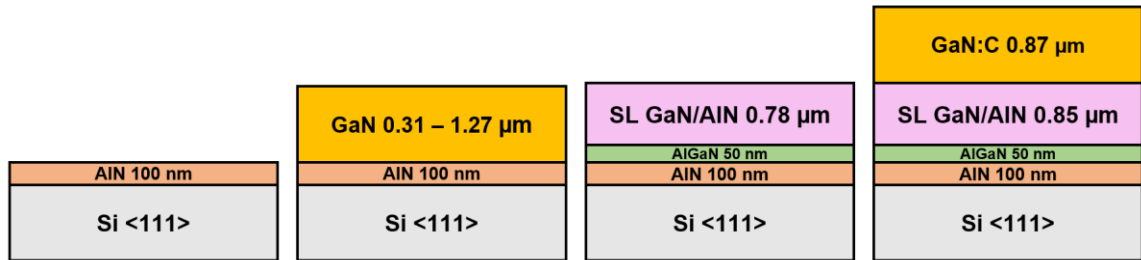 AlN 100 nm
Si <111>
GaN 0.31 – 1.27 µm
AlN 100 nm
Si <111>
SL GaN/AlN 0.78 µm
AlGaN 50 nm
AlN 100 nm
Si <111>
GaN:C 0.87 µm
SL GaN/AlN 0.85 µm
AlGaN 50 nm
AlN 100 nm
Si <111>